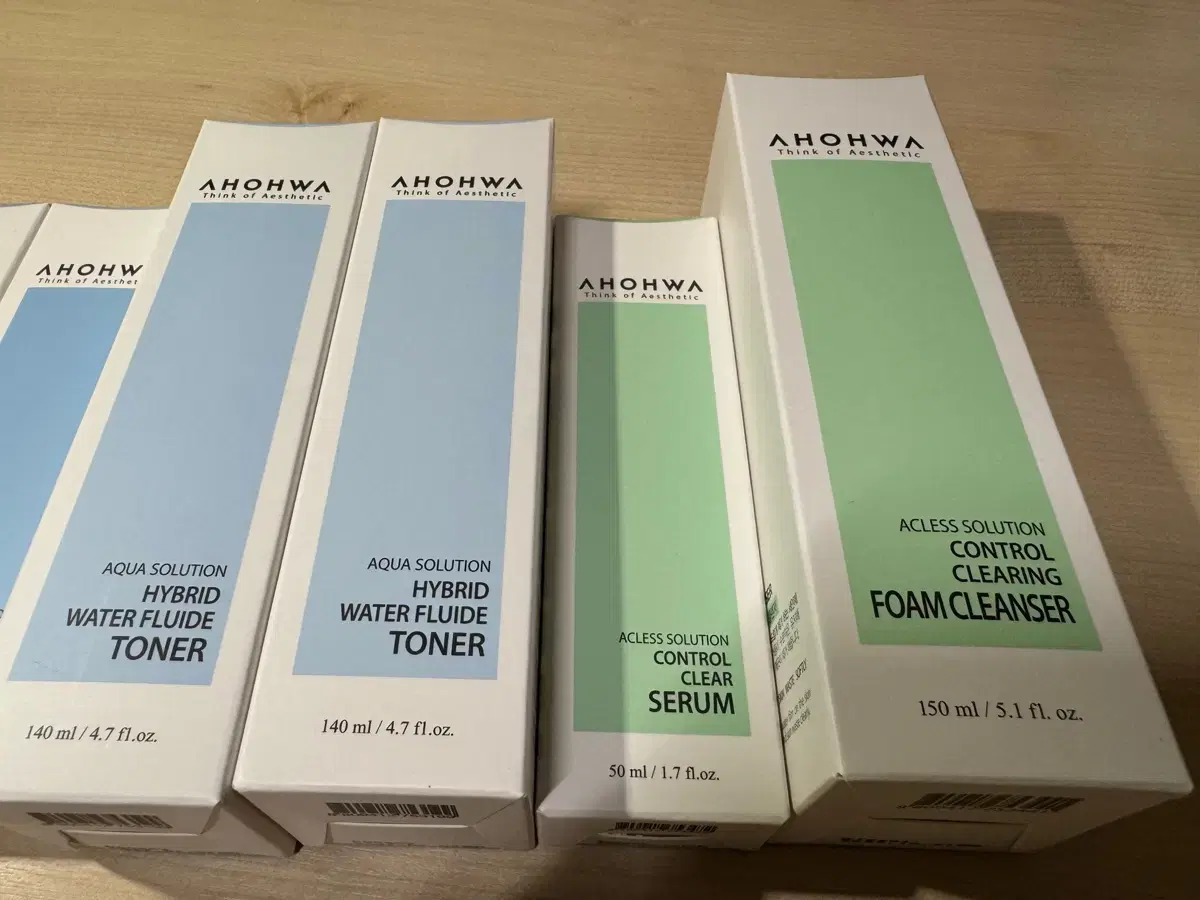 AHOHW
Think of Aesthet
AHOHWA
Think of Aesthetic
AQUA SOLUTION
HYBRID
WATER FLUIDE
TONER
140 ml / 4.7 fl.oz.
AHOHWA
Think of Aesthetic
AQUA SOLUTION
HYBRID
WATER FLUIDE
TONER
140 ml / 4.7 fl.oz.
AHOHWA
Think of Aesthetic
ACLESS SOLUTION
CONTROL
CLEAR
SERUM
50 ml / 1.7 fl.oz.
AHOHWA
Think of Aesthetic
ACLESS SOLUTION
CONTROL
CLEARING
FOAM CLEANSER
150 ml / 5.1 fl. oz.